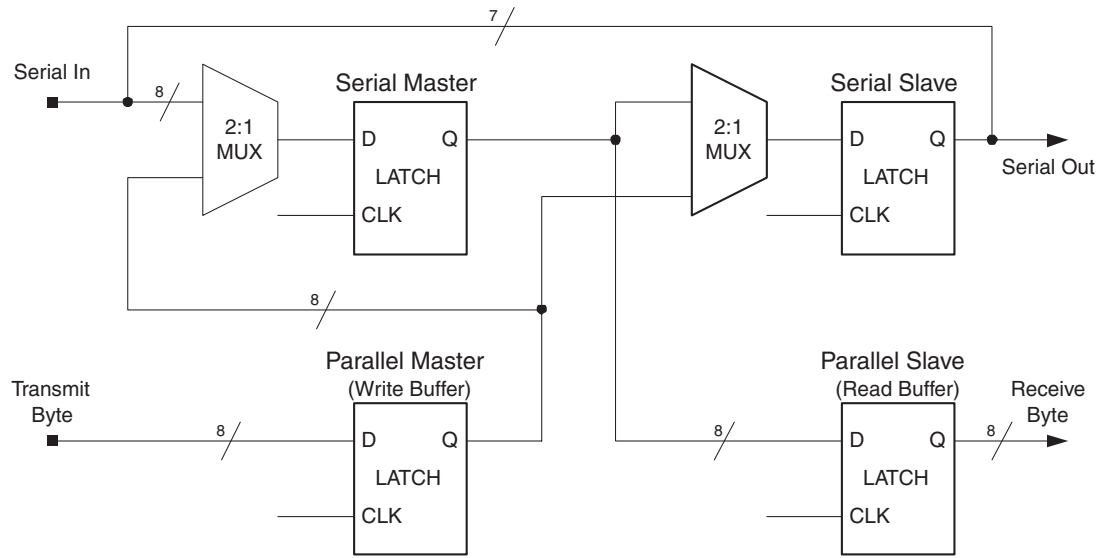 7
Serial In
8
2:1
MUX
Serial Master
D
Q
LATCH
CLK
2:1
MUX
Serial Slave
D
Q
LATCH
CLK
Serial Out
8
Transmit
Byte
8
Parallel Master
(Write Buffer)
D
Q
LATCH
CLK
8
Parallel Slave
(Read Buffer)
D
Q
LATCH
CLK
8
Receive
Byte